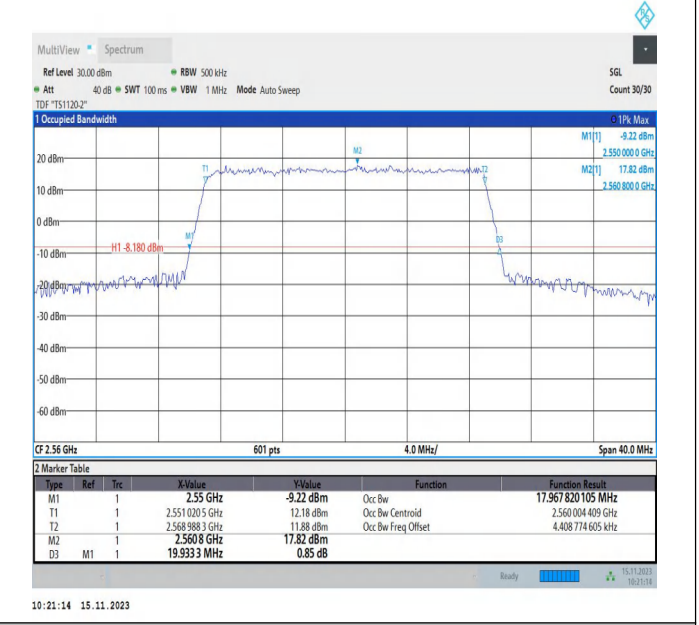 R S
MultiView Spectrum
Ref Level 30.00 dBm RBW 500 kHz SGL
Att 40 dB SWT 100 ms VBW 1 MHz Mode Auto Sweep Count 30/30
TDF "TS1120-2"
1 Occupied Bandwidth 1Pk Max
M1[1] -9.22 dBm
2.550 000 0 GHz
M2[1] 17.82 dBm
2.560 800 0 GHz
M2
T1
T2
20 dBm
10 dBm
0 dBm
M1
D3
H1 -8.180 dBm
-10 dBm
-20 dBm
-30 dBm
-40 dBm
-50 dBm
-60 dBm
CF 2.56 GHz 601 pts 4.0 MHz/ Span 40.0 MHz
2 Marker Table
Type Ref Trc X-Value Y-Value Function Function Result
M1 1 2.55 GHz -9.22 dBm Occ Bw 17.967 820 105 MHz
T1 1 2.551 020 5 GHz 12.18 dBm Occ Bw Centroid 2.560 004 409 GHz
T2 1 2.568 988 3 GHz 11.88 dBm Occ Bw Freq Offset 4.408 774 605 kHz
M2 1 2.560 8 GHz 17.82 dBm
D3 M1 1 19.933 3 MHz 0.85 dB
Ready 15.11.2023
10:21:14
10:21:14 15.11.2023